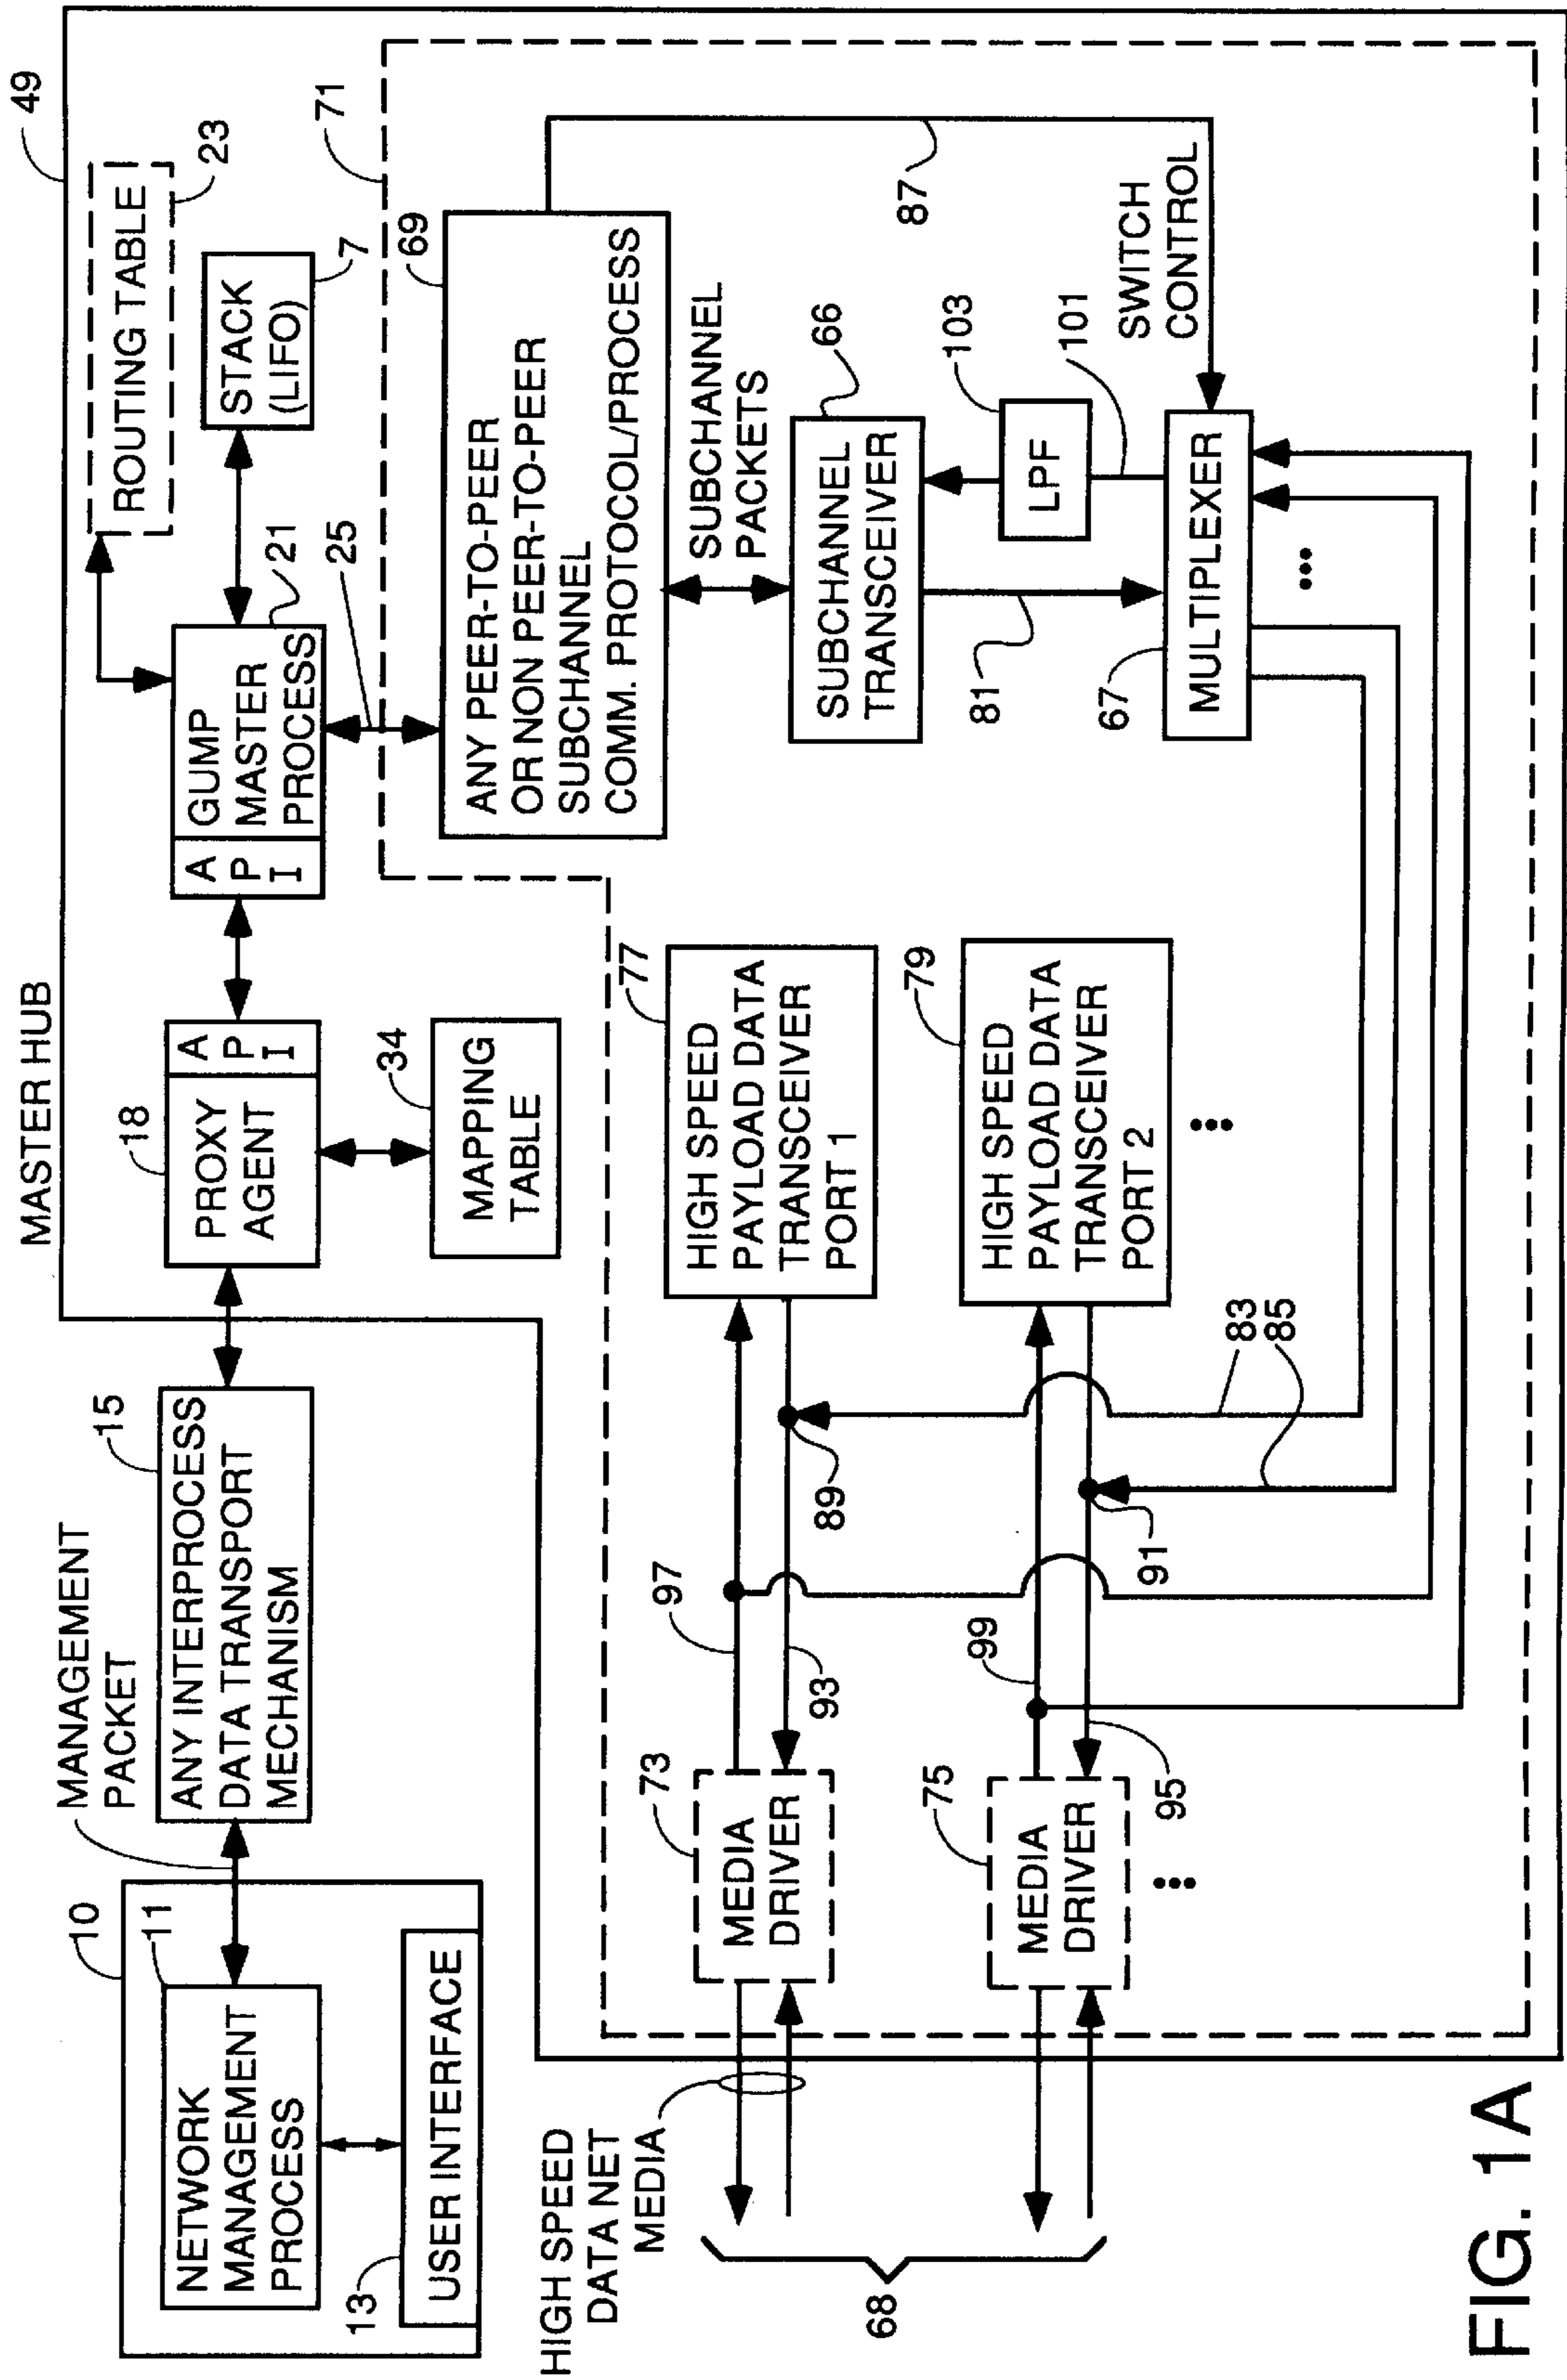 10
11
NETWORK
MANAGEMENT
PROCESS
13
USER INTERFACE
MANAGEMENT
PACKET
15
ANY INTERPROCESS
DATA TRANSPORT
MECHANISM
MASTER HUB
49
18
PROXY
AGENT
A
P
I
34
MAPPING
TABLE
A
P
I
GUMP
MASTER
PROCESS
21
ROUTING TABLE
23
STACK
(LIFO)
7
25
71
69
ANY PEER-TO-PEER
OR NON PEER-TO-PEER
SUBCHANNEL
COMM. PROTOCOL/PROCESS
SUBCHANNEL
PACKETS
87
66
SUBCHANNEL
TRANSCEIVER
81
103
LPF
101
SWITCH
CONTROL
67
MULTIPLEXER
...
HIGH SPEED
DATA NET
MEDIA
68
73
MEDIA
DRIVER
97
93
89
77
HIGH SPEED
PAYLOAD DATA
TRANSCEIVER
PORT 1
75
MEDIA
DRIVER
...
99
95
91
83
85
79
HIGH SPEED
PAYLOAD DATA
TRANSCEIVER
PORT 2
...
FIG. 1A